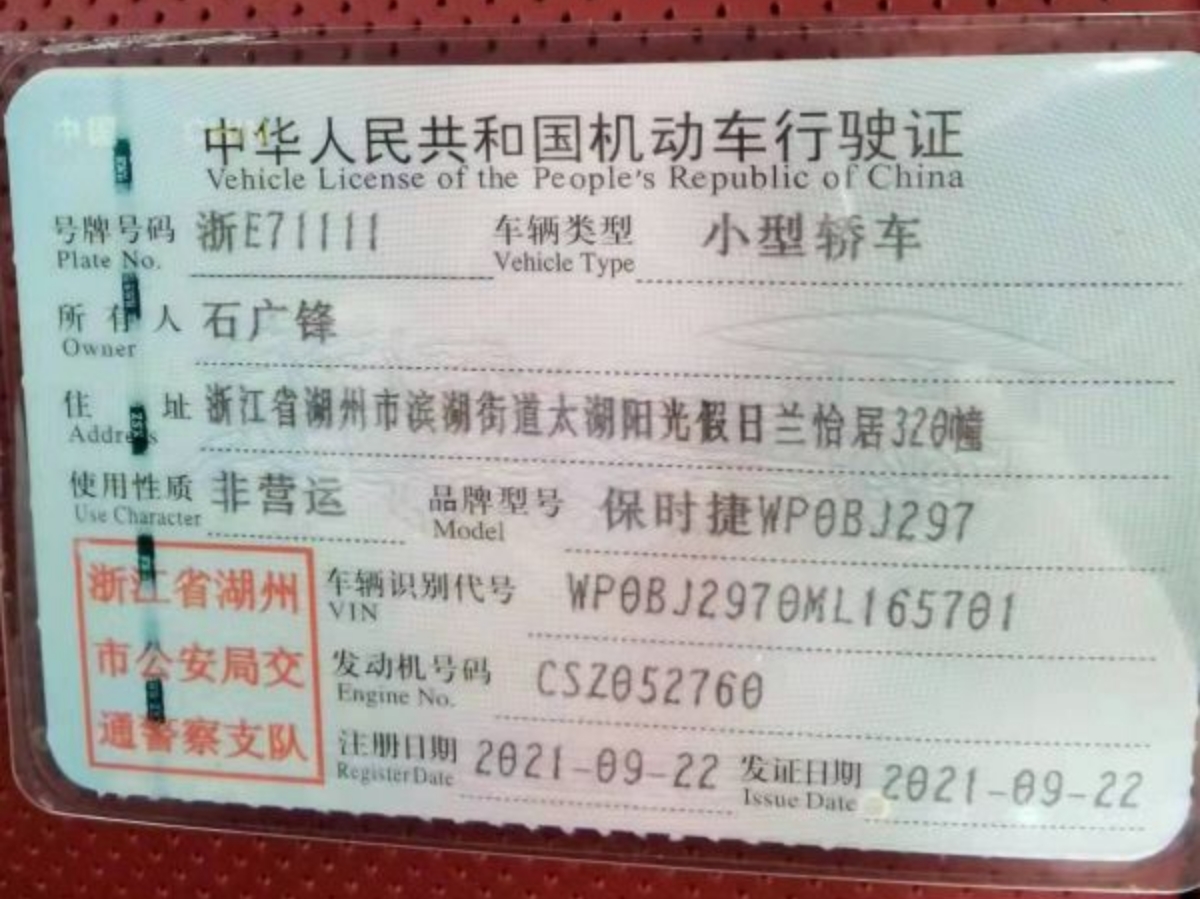 中华人民共和国机动车行驶证
Vehicle License of the People's Republic of China
号牌号码 浙E71111 车辆类型 小型轿车
Plate No. Vehicle Type
所有人 石广锋
Owner
住址 浙江省湖州市滨湖街道太湖阳光假日兰怡居320幢
Address
使用性质 非营运 品牌型号 保时捷WP0BJ297
Use Character Model
浙江省湖州
市公安局交
通警察支队
车辆识别代号 WP0BJ2970ML165701
VIN
发动机号码 CSZ052760
Engine No.
注册日期 2021-09-22 发证日期 2021-09-22
Register Date Issue Date